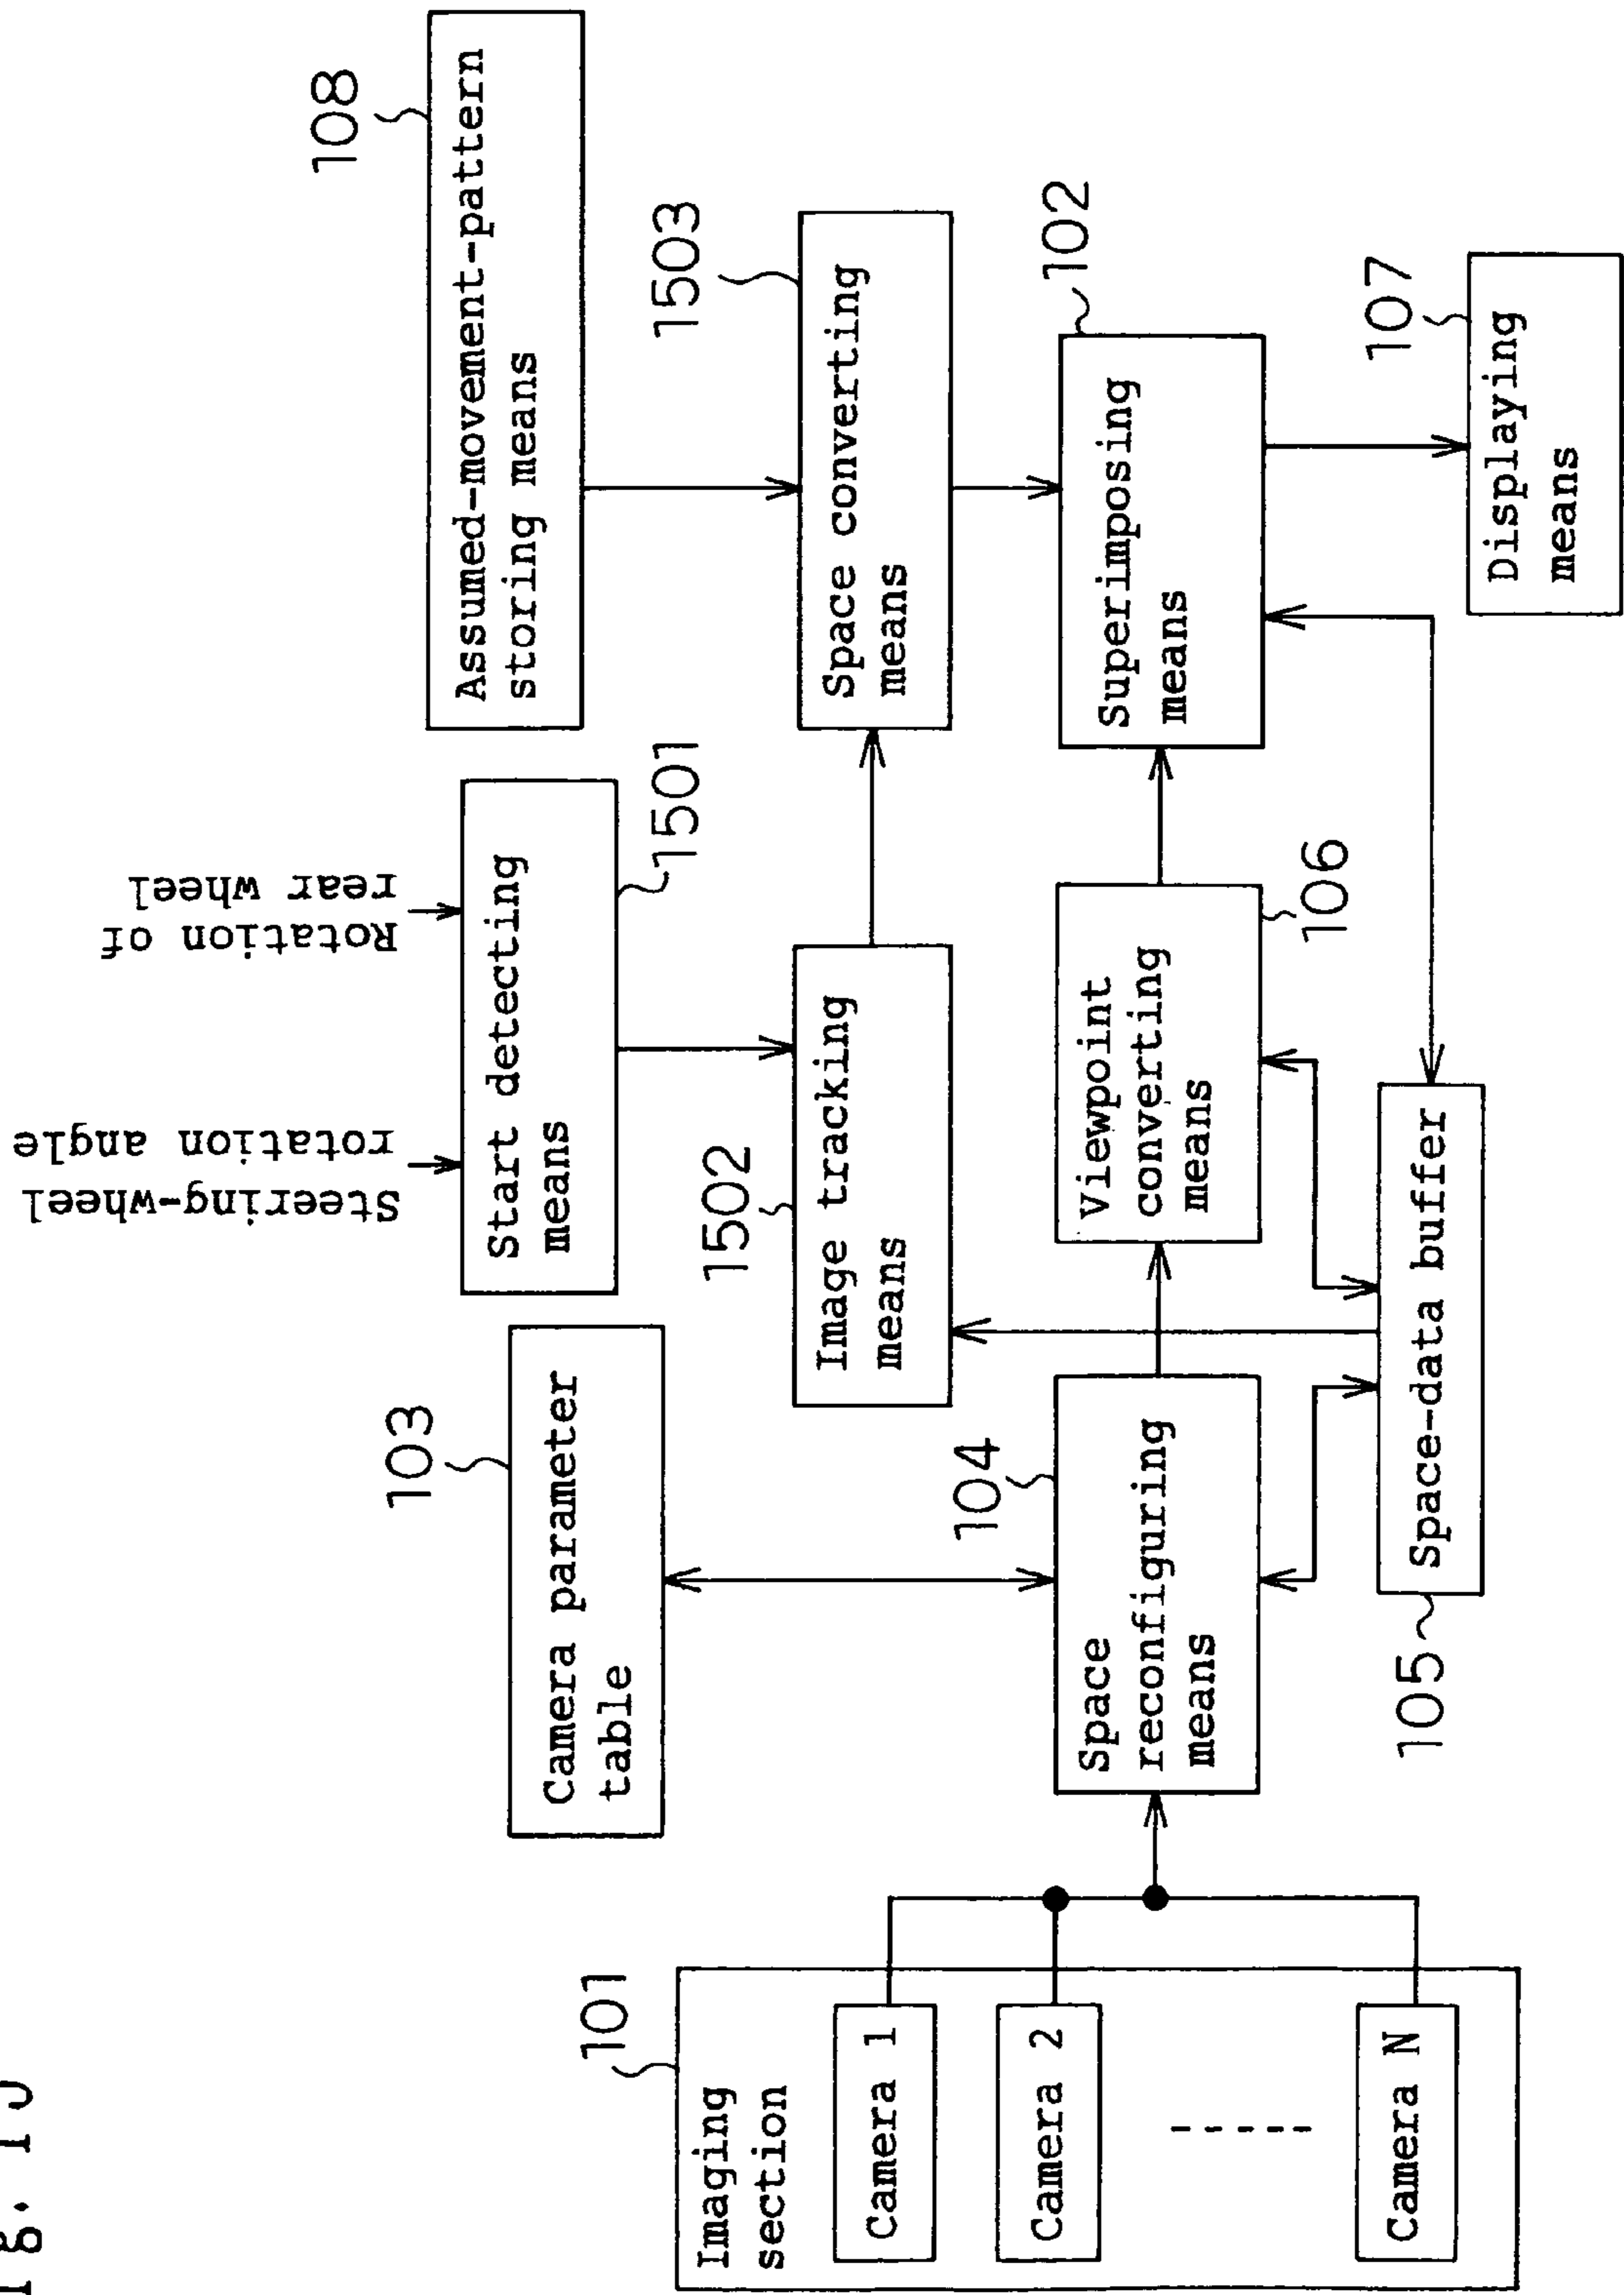 108
Assumed-movement-pattern
storing means
Rotation of
rear wheel
Steering-wheel
rotation angle
Start detecting
means
1501
1503
Space converting
means
103
Camera parameter
table
1502
Image tracking
means
102
Superimposing
means
107
Displaying
means
106
Viewpoint
converting
means
104
Space
reconfiguring
means
105
Space-data buffer
101
Imaging
section
Camera 1
Camera 2
Camera N